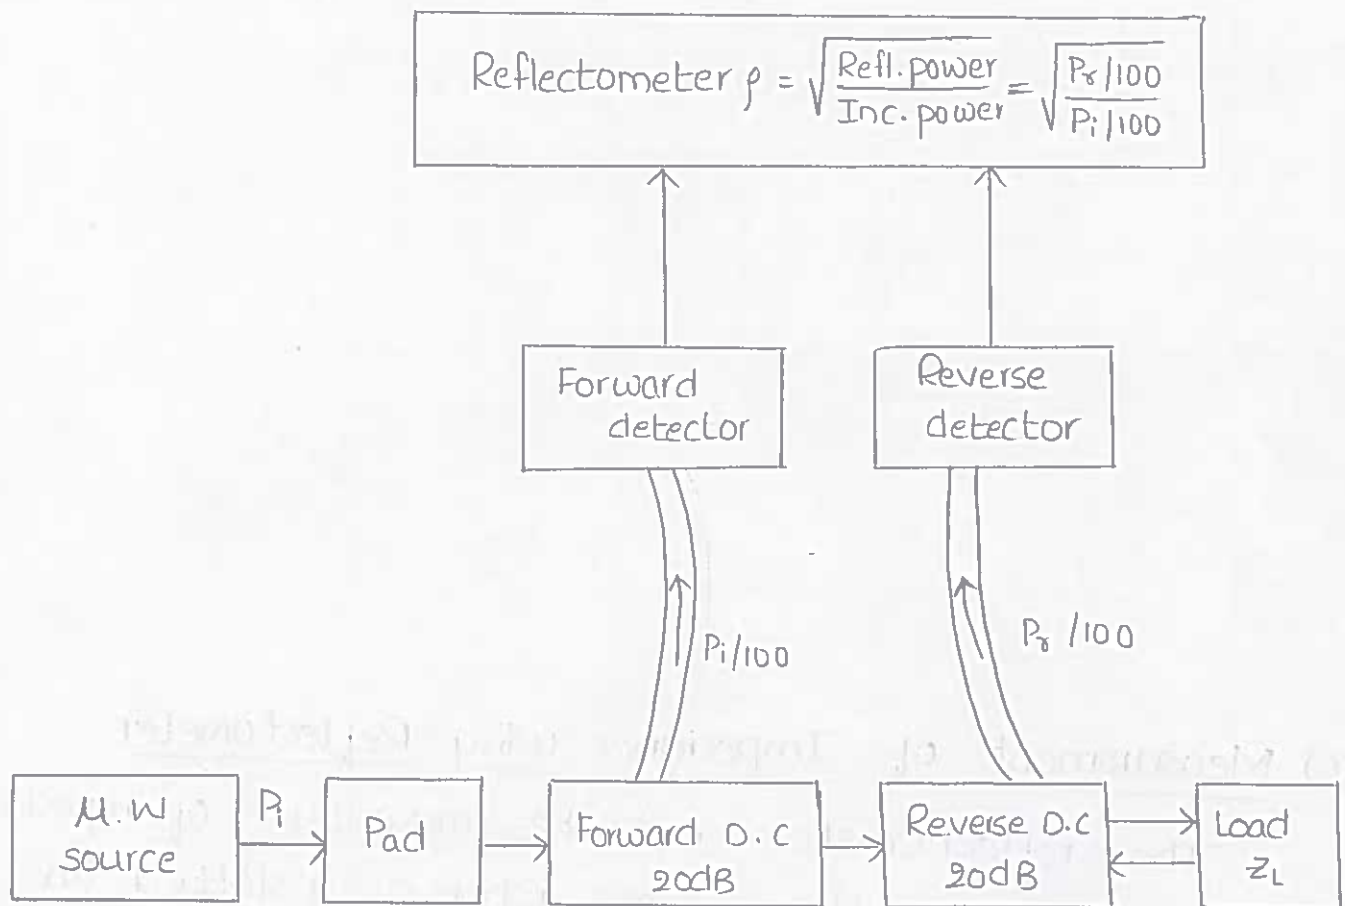 Reflectometer ρ = √(Refl. power / Inc. power) = √((Pr/100) / (Pi/100))
Forward detector
Reverse detector
Pi/100
Pr/100
μ.W source
Pi
Pad
Forward D.C 20dB
Reverse D.C 20dB
Load ZL